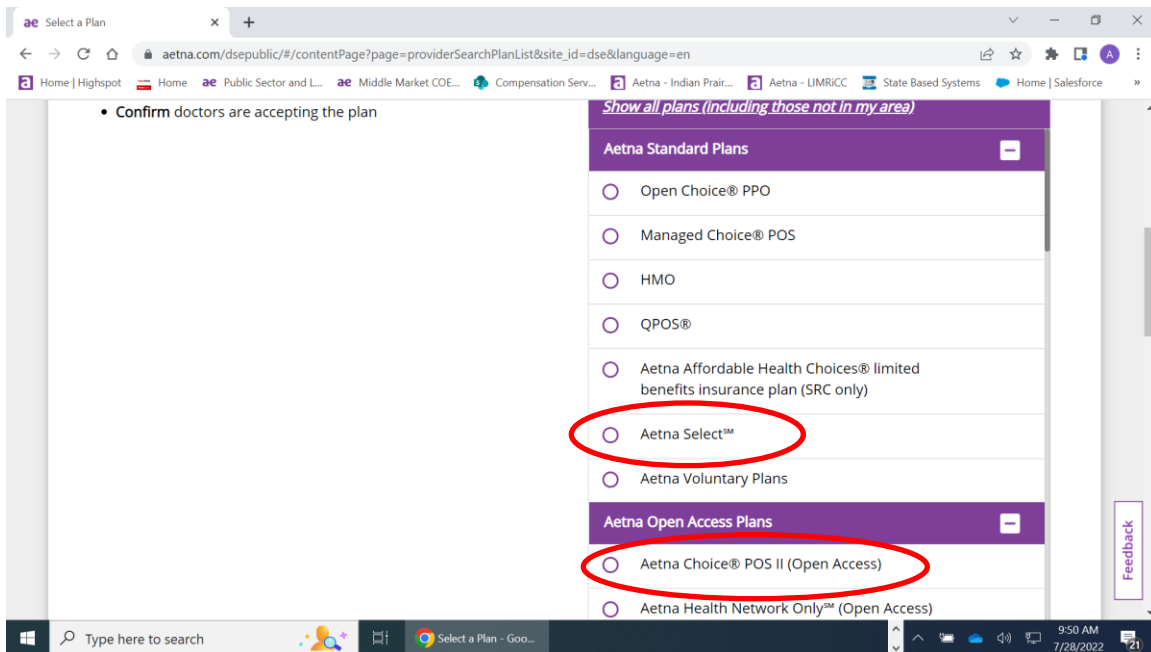 ae Select a Plan
aetna.com/dsepublic/#/contentPage?page=providerSearchPlanList&site_id=dse&language=en
A
a Home | Highspot
Home
ae Public Sector and L...
ae Middle Market COE...
Compensation Serv...
a Aetna - Indian Prair...
a Aetna - LIMRiCC
State Based Systems
Home | Salesforce
»
• Confirm doctors are accepting the plan
Show all plans (including those not in my area)
Aetna Standard Plans
Open Choice® PPO
Managed Choice® POS
HMO
QPOS®
Aetna Affordable Health Choices® limited
benefits insurance plan (SRC only)
Aetna Select℠
Aetna Voluntary Plans
Aetna Open Access Plans
Aetna Choice® POS II (Open Access)
Aetna Health Network Only℠ (Open Access)
Feedback
Type here to search
Select a Plan - Goo...
9:50 AM
7/28/2022
21